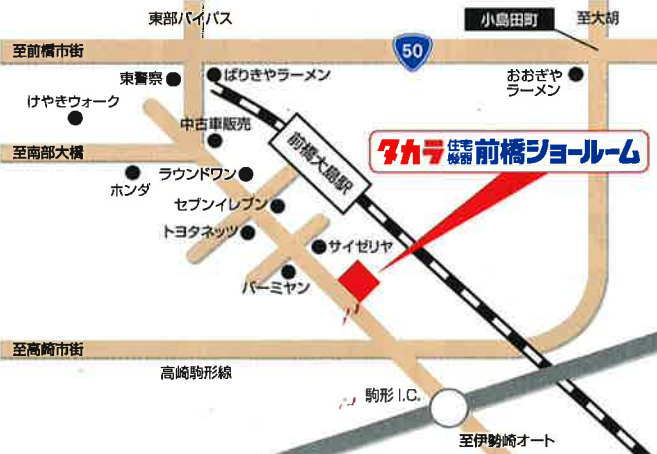 東部バイパス
小島田町
至大胡
至前橋市街
50
東警察
ばりきやラーメン
おおぎや
ラーメン
けやきウォーク
中古車販売
前橋大島駅
タカラ住宅機器前橋ショールーム
至南部大橋
ホンダ
ラウンドワン
セブンイレブン
トヨタネッツ
サイゼリヤ
バーミヤン
至高崎市街
高崎駒形線
駒形 I.C.
至伊勢崎オート